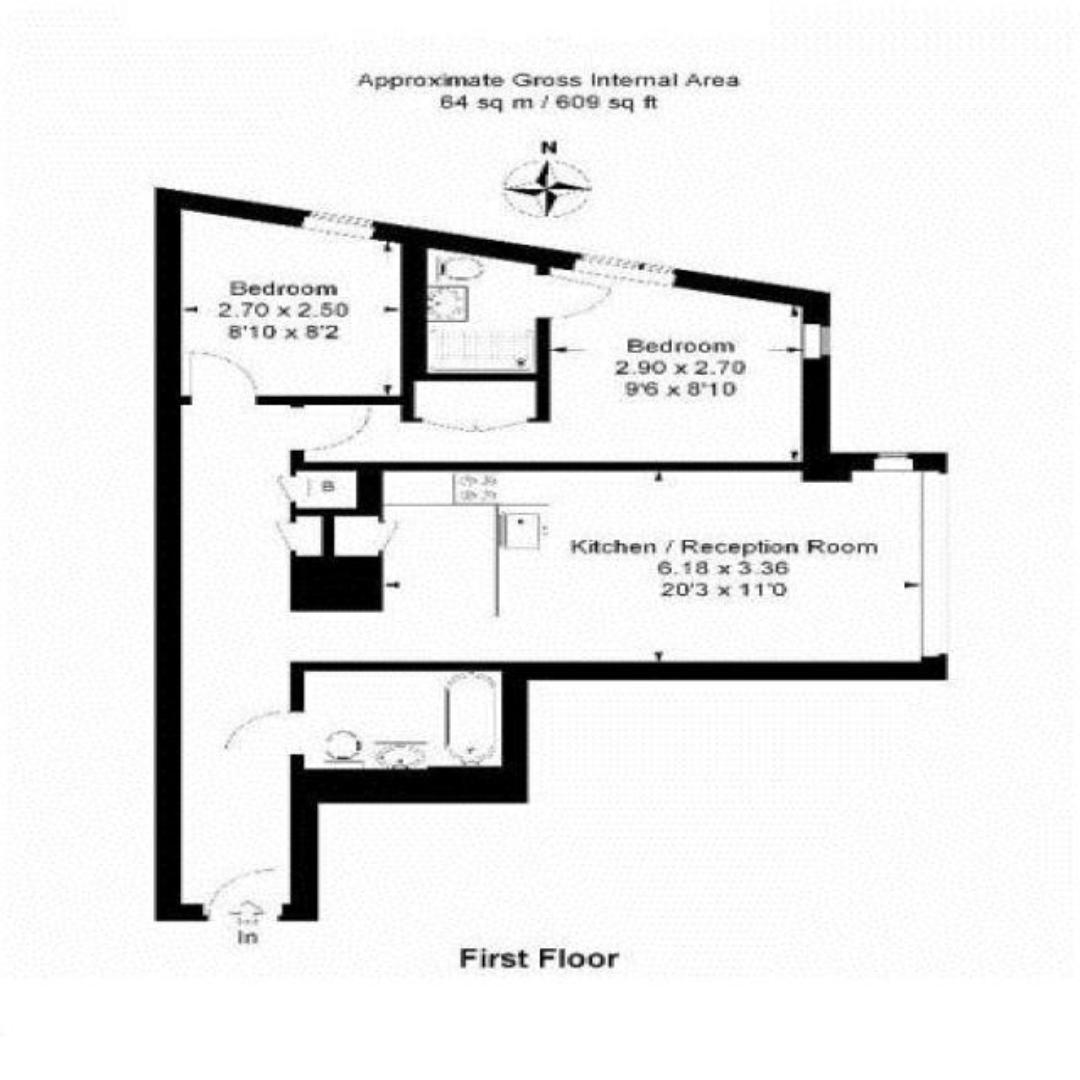 Approximate Gross Internal Area
64 sq m / 609 sq ft
N
Bedroom
2.70 x 2.50
8'10 x 8'2
Bedroom
2.90 x 2.70
9'6 x 8'10
B
Kitchen / Reception Room
6.18 x 3.36
20'3 x 11'0
In
First Floor